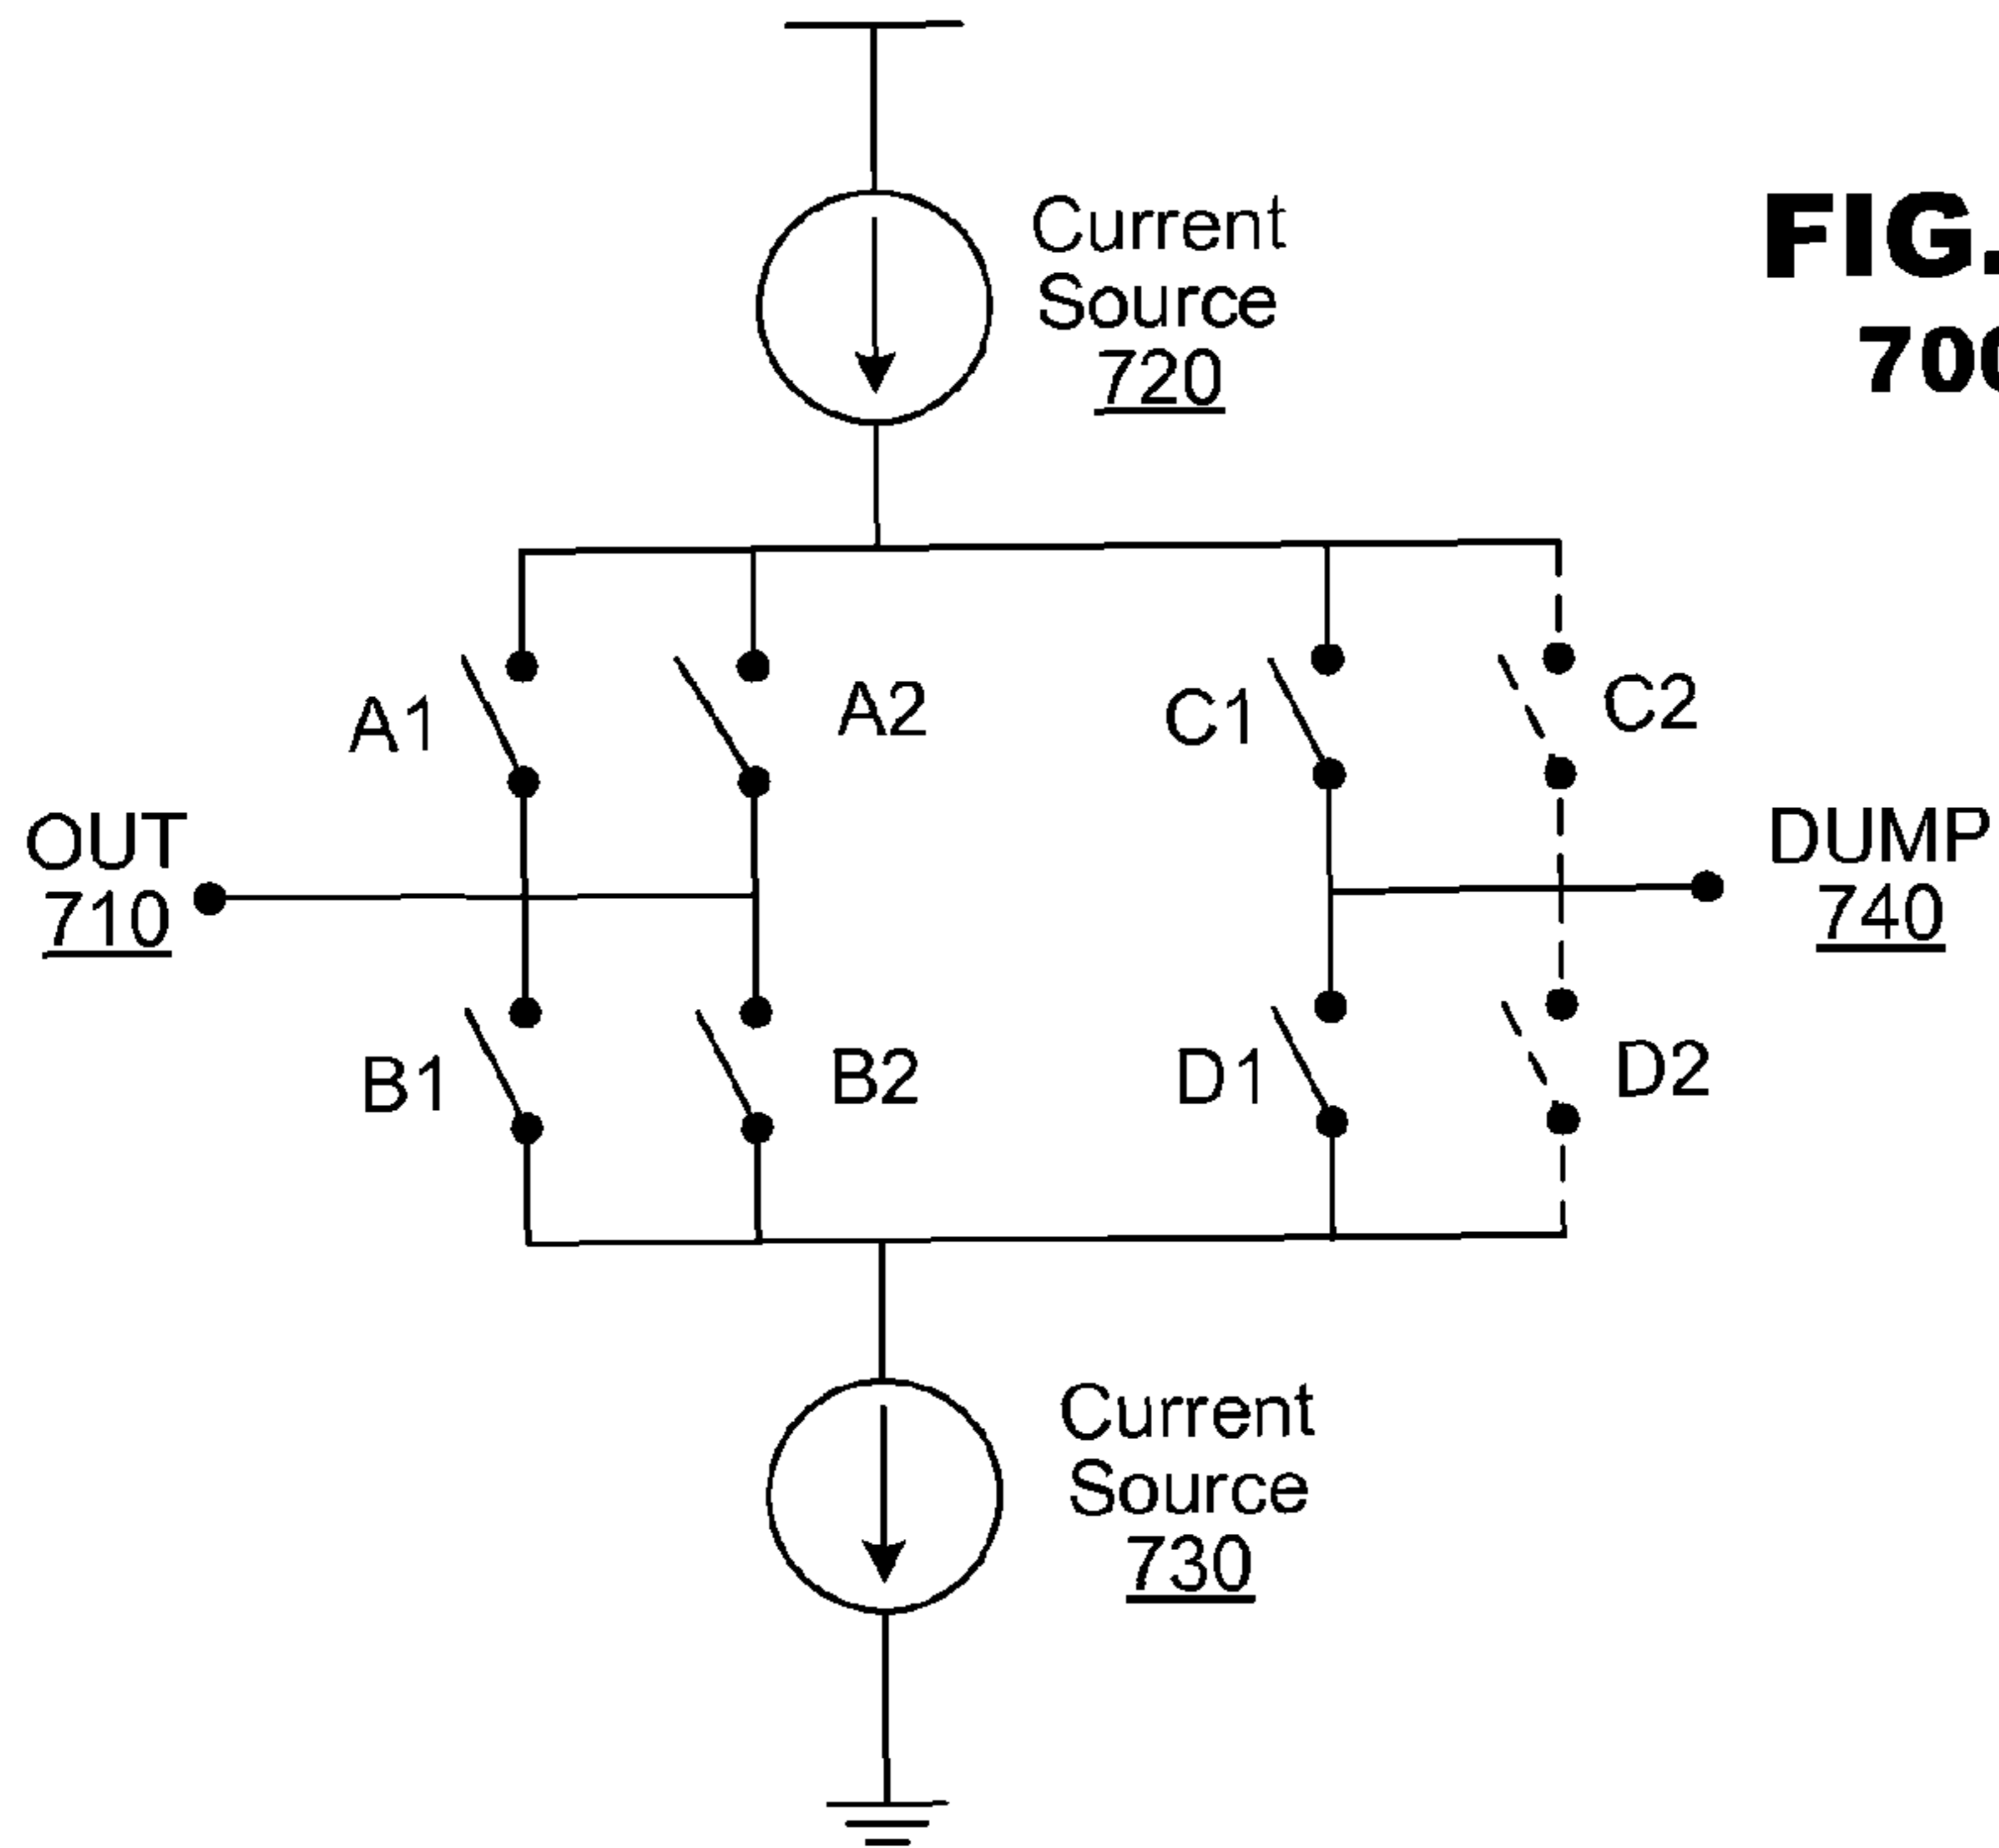 Current
Source
720
FIG.
A1
A2
C1
C2
OUT
710
DUMP
740
B1
B2
D1
D2
Current
Source
730